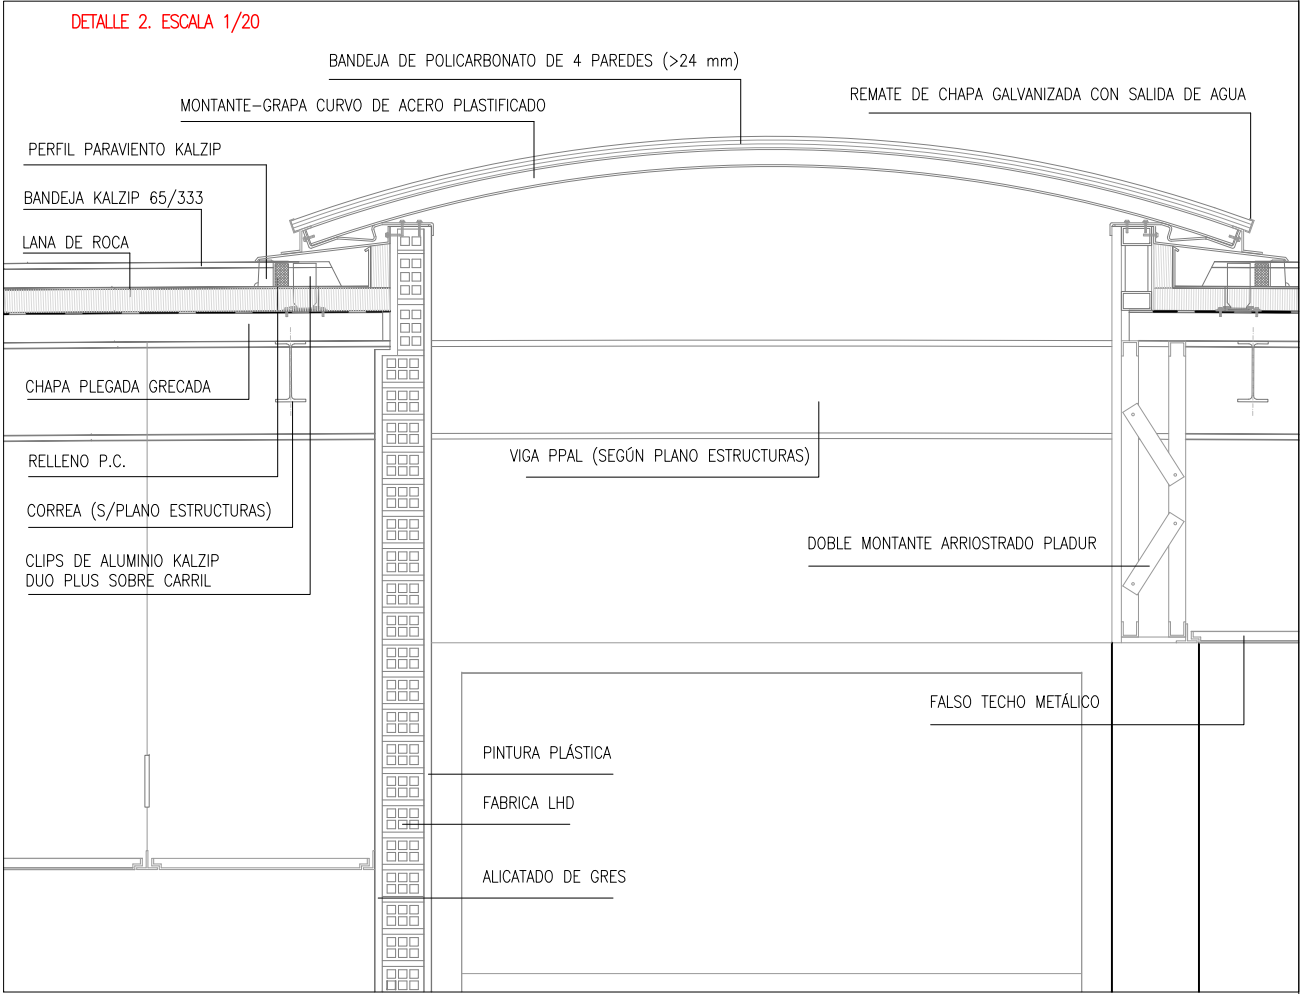 DETALLE 2. ESCALA 1/20
BANDEJA DE POLICARBONATO DE 4 PAREDES (>24 mm)
MONTANTE-GRAPA CURVO DE ACERO PLASTIFICADO
REMATE DE CHAPA GALVANIZADA CON SALIDA DE AGUA
PERFIL PARAVIENTO KALZIP
BANDEJA KALZIP 65/333
LANA DE ROCA
CHAPA PLEGADA GRECADA
RELLENO P.C.
VIGA PPAL (SEGÚN PLANO ESTRUCTURAS)
CORREA (S/PLANO ESTRUCTURAS)
DOBLE MONTANTE ARRIOSTRADO PLADUR
CLIPS DE ALUMINIO KALZIP
DUO PLUS SOBRE CARRIL
FALSO TECHO METÁLICO
PINTURA PLÁSTICA
FABRICA LHD
ALICATADO DE GRES